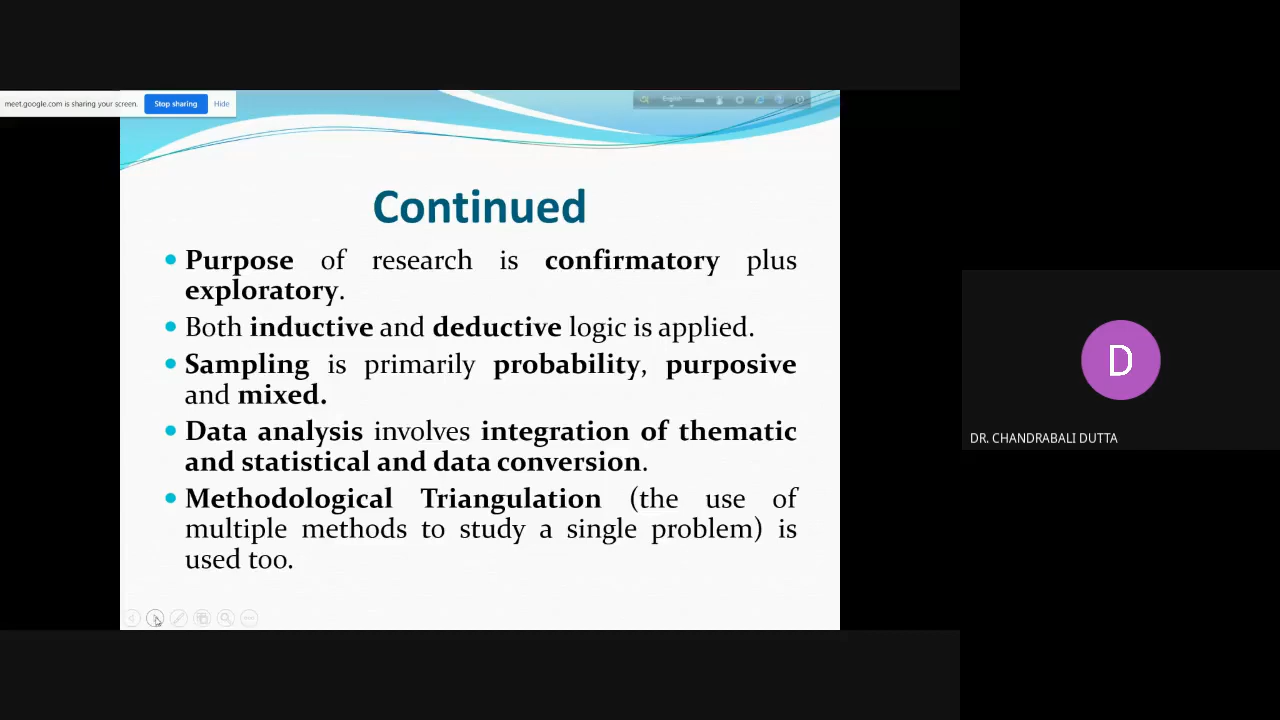 meet.google.com is sharing your screen. Stop sharing Hide
English
Continued
• Purpose of research is confirmatory plus
exploratory.
• Both inductive and deductive logic is applied.
• Sampling is primarily probability, purposive
and mixed.
• Data analysis involves integration of thematic
and statistical and data conversion.
• Methodological Triangulation (the use of
multiple methods to study a single problem) is
used too.
D
DR. CHANDRABALI DUTTA